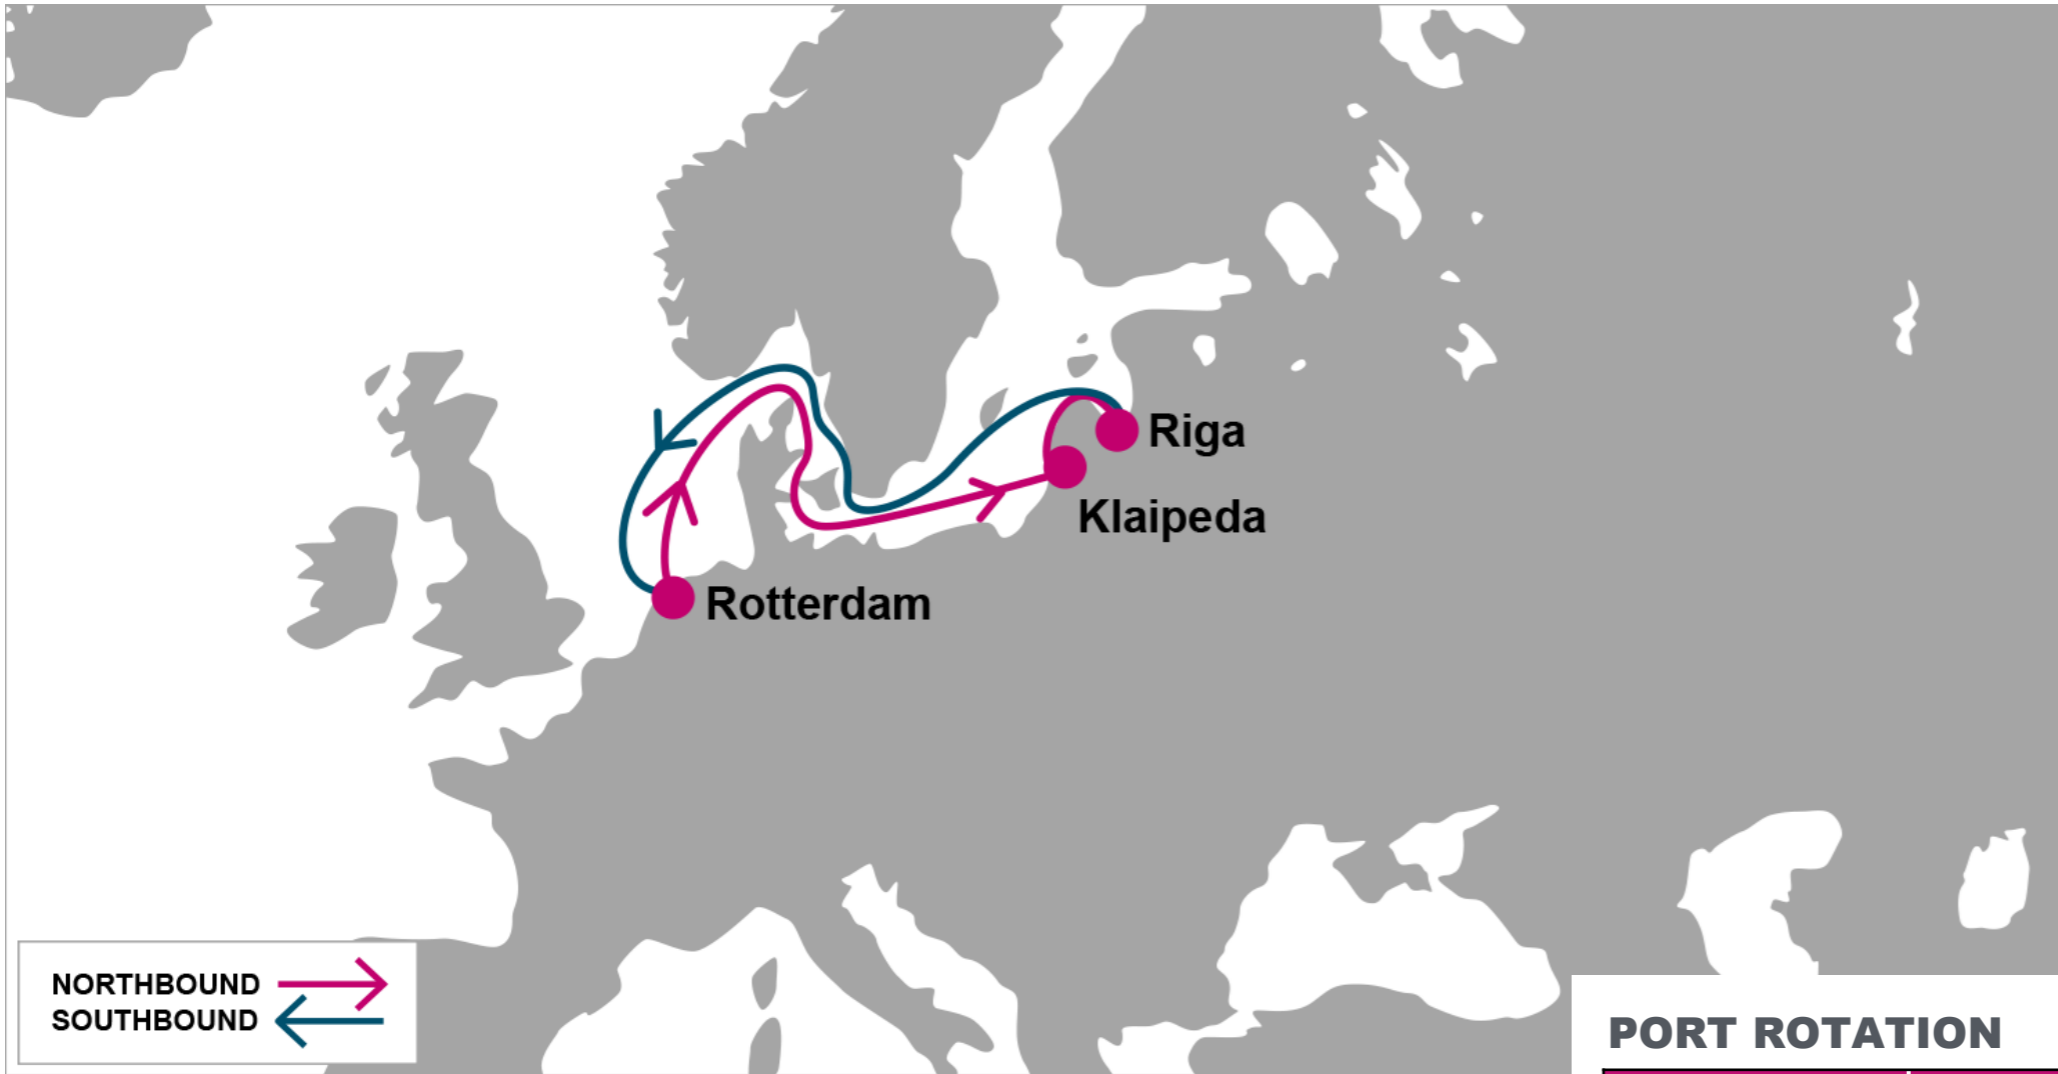 Riga
Klaipeda
Rotterdam
NORTHBOUND
SOUTHBOUND
PORT ROTATION